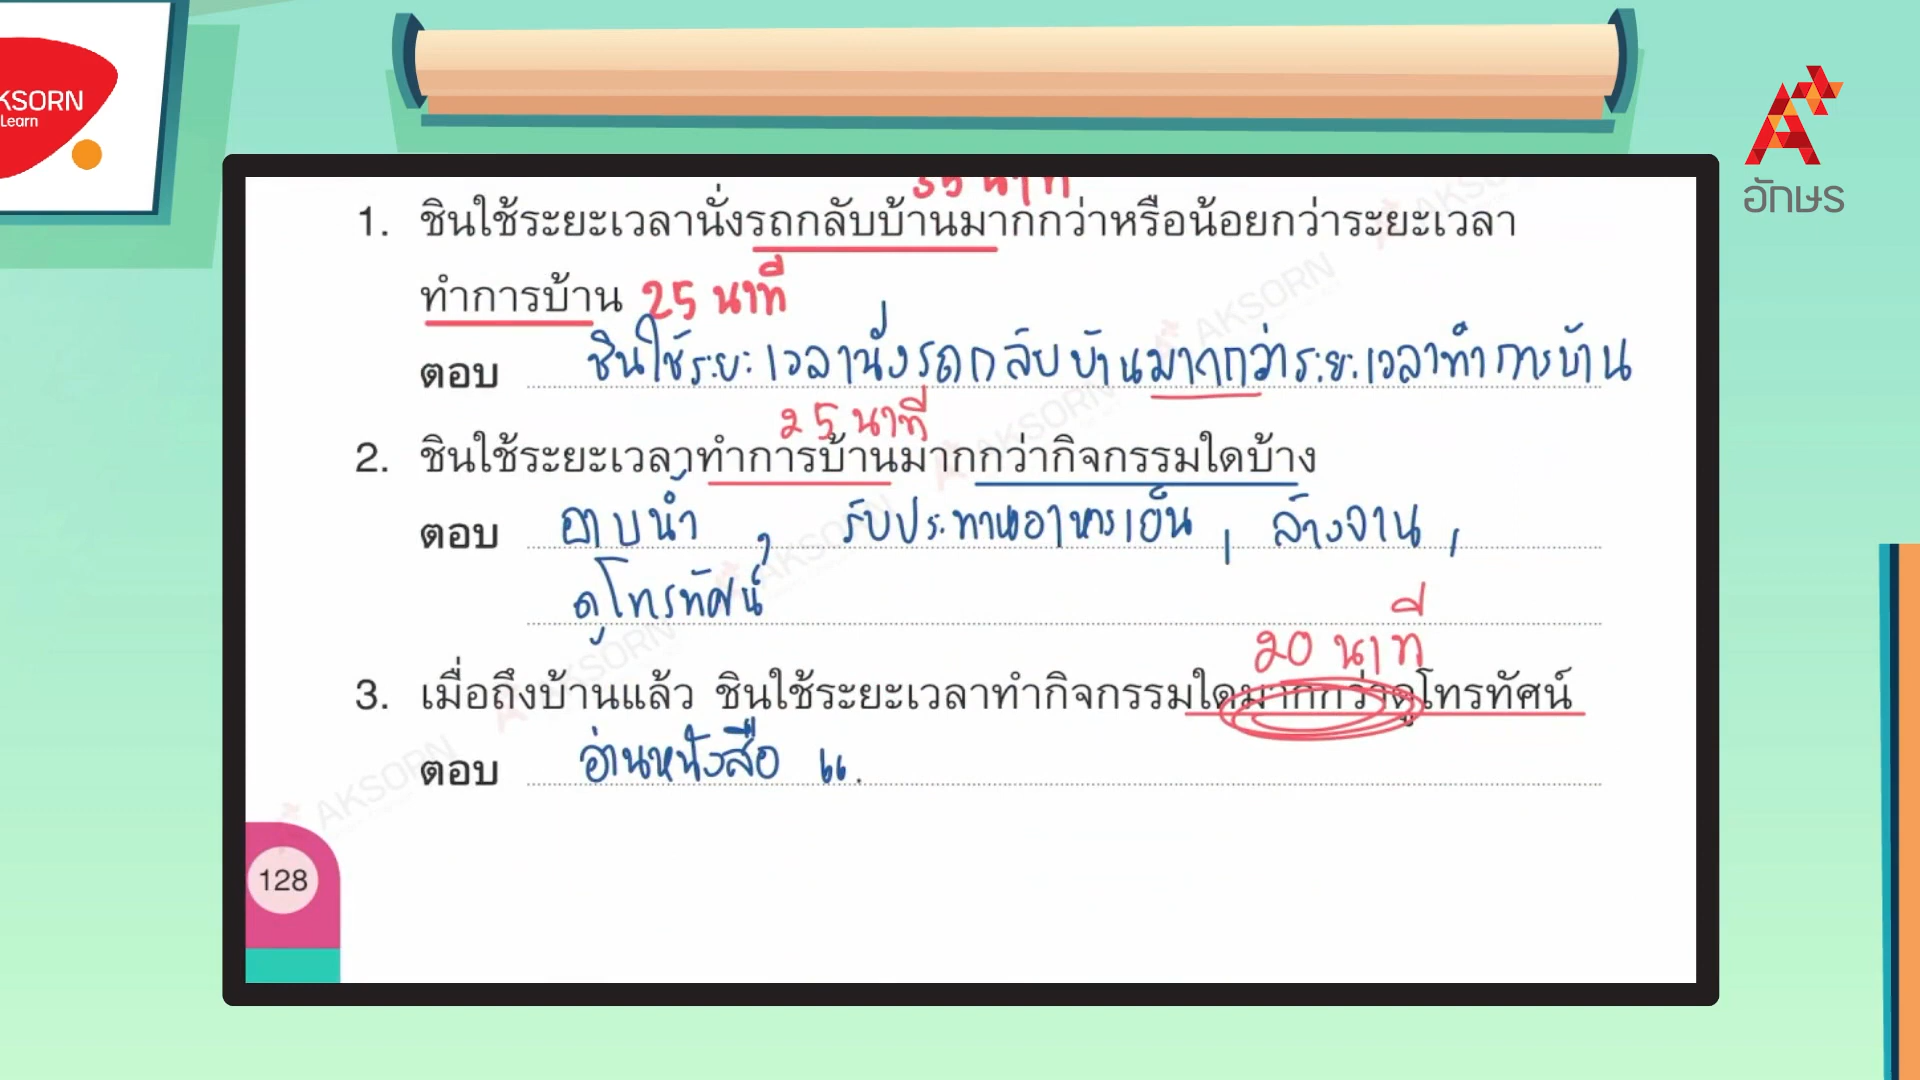 KSORN
Learn
อักษร
35 นาที
1. ชินใช้ระยะเวลานั่งรถกลับบ้านมากกว่าหรือน้อยกว่าระยะเวลา
ทำการบ้าน 25 นาที
ตอบ ชินใช้ระยะเวลานั่งรถกลับบ้านมากกว่าระยะเวลาทำการบ้าน
25 นาที
2. ชินใช้ระยะเวลาทำการบ้านมากกว่ากิจกรรมใดบ้าง
ตอบ อาบน้ำ, รับประทานอาหารเย็น, ล้างจาน,
ดูโทรทัศน์
20 นาที
3. เมื่อถึงบ้านแล้ว ชินใช้ระยะเวลาทำกิจกรรมใดมากกว่าดูโทรทัศน์
ตอบ อ่านหนังสือ แ
128
AKSORN
AKSORN
AKSORN
AKSORN
AKSORN
AKSORN